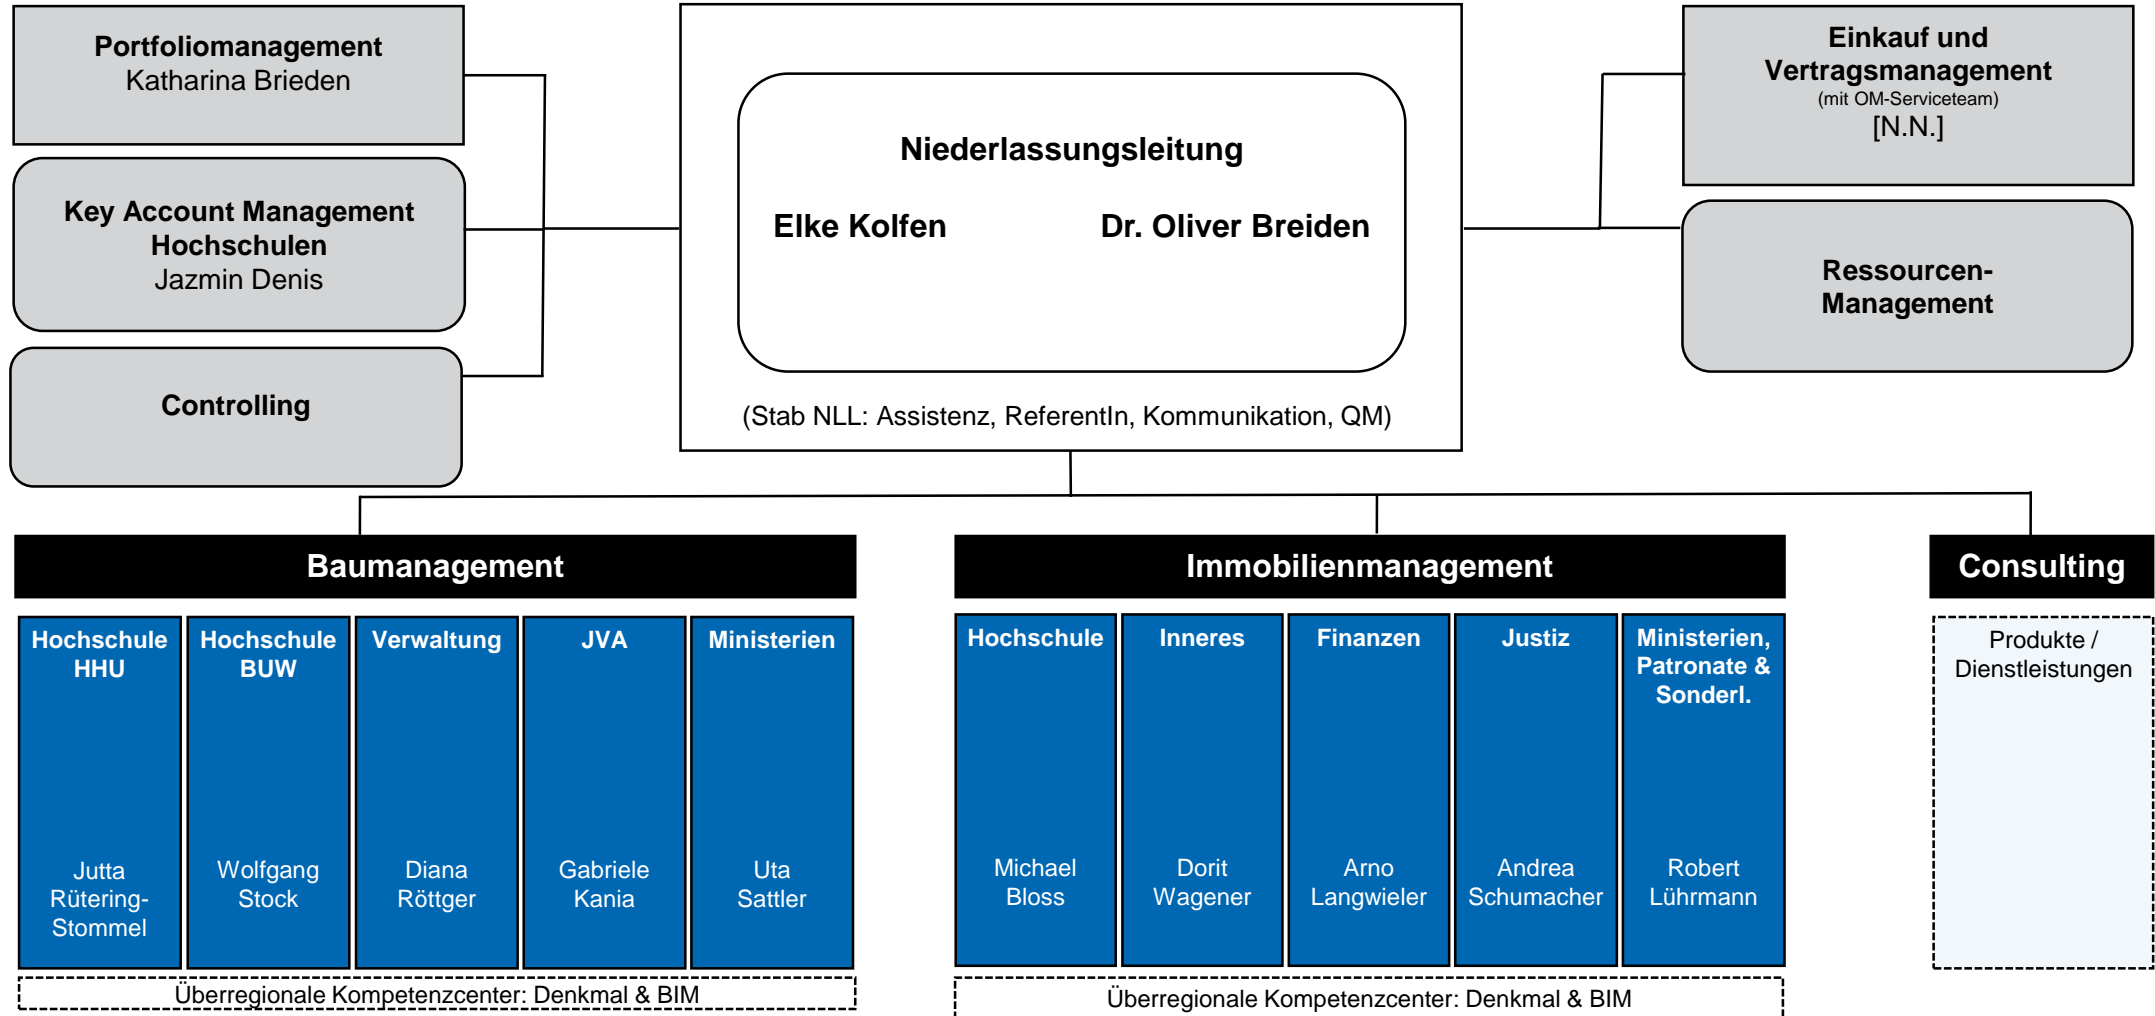 Portfoliomanagement
Katharina Brieden
Key Account Management
Hochschulen
Jazmin Denis
Controlling
Niederlassungsleitung
Elke Kolfen
Dr. Oliver Breiden
(Stab NLL: Assistenz, ReferentIn, Kommunikation, QM)
Einkauf und
Vertragsmanagement
(mit OM-Serviceteam)
[N.N.]
Ressourcen-
Management
Baumanagement
Hochschule
HHU
Jutta
Rütering-
Stommel
Hochschule
BUW
Wolfgang
Stock
Verwaltung
Diana
Röttger
JVA
Gabriele
Kania
Ministerien
Uta
Sattler
Überregionale Kompetenzcenter: Denkmal & BIM
Immobilienmanagement
Hochschule
Michael
Bloss
Inneres
Dorit
Wagener
Finanzen
Arno
Langwieler
Justiz
Andrea
Schumacher
Ministerien,
Patronate &
Sonderl.
Robert
Lührmann
Überregionale Kompetenzcenter: Denkmal & BIM
Consulting
Produkte /
Dienstleistungen